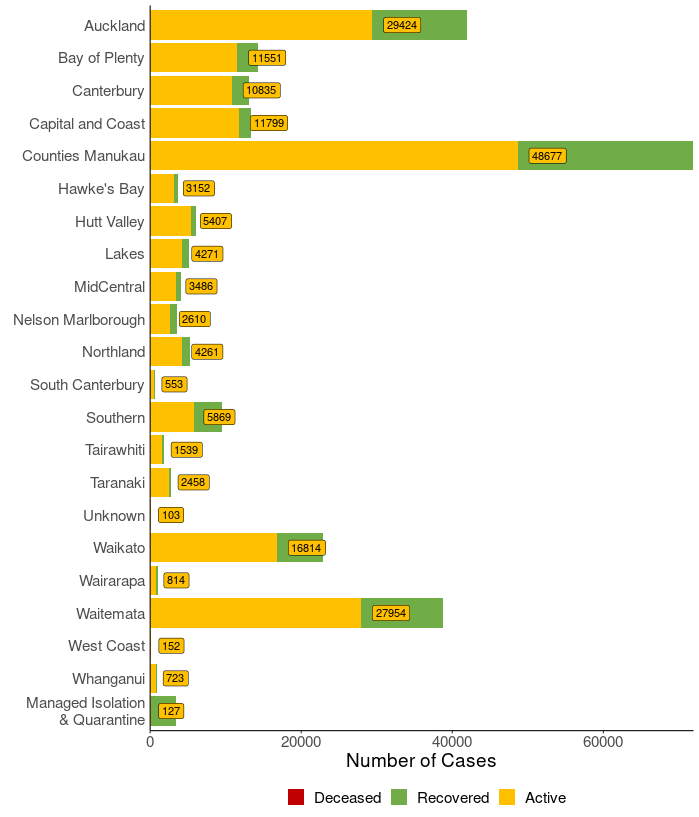 Auckland 29424
Bay of Plenty 11551
Canterbury 10835
Capital and Coast 11799
Counties Manukau 48677
Hawke's Bay 3152
Hutt Valley 5407
Lakes 4271
MidCentral 3486
Nelson Marlborough 2610
Northland 4261
South Canterbury 553
Southern 5869
Tairawhiti 1539
Taranaki 2458
Unknown 103
Waikato 16814
Wairarapa 814
Waitemata 27954
West Coast 152
Whanganui 723
Managed Isolation
& Quarantine 127
0 20000 40000 60000
Number of Cases
Deceased Recovered Active